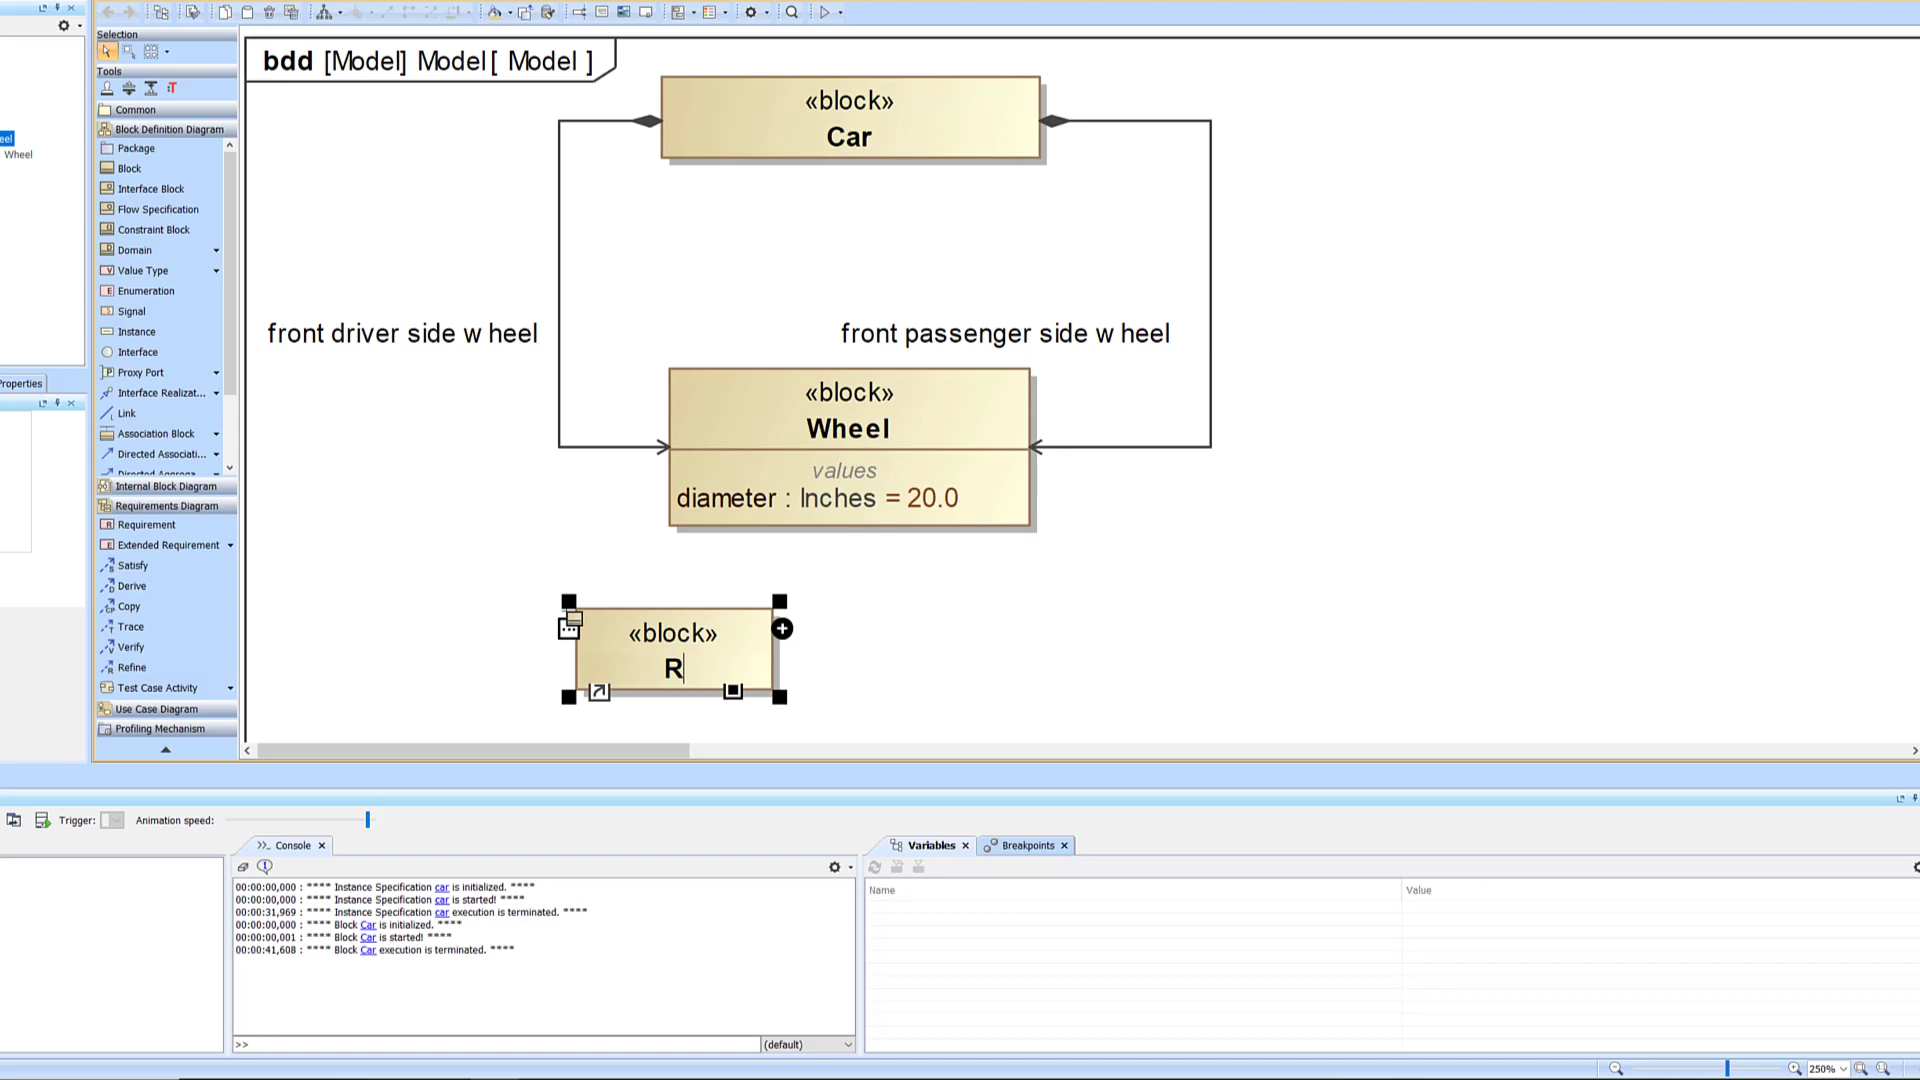 eel
Wheel
Properties
Selection
Tools
Common
Block Definition Diagram
Package
Block
Interface Block
Flow Specification
Constraint Block
Domain
Value Type
Enumeration
Signal
Instance
Interface
Proxy Port
Interface Realizat...
Link
Association Block
Directed Associati...
Directed Aggrega
Internal Block Diagram
Requirements Diagram
Requirement
Extended Requirement
Satisfy
Derive
Copy
Trace
Verify
Refine
Test Case Activity
Use Case Diagram
Profiling Mechanism
bdd [Model] Model[ Model ]
«block»
Car
front driver side w heel
front passenger side w heel
«block»
Wheel
values
diameter : Inches = 20.0
«block»
R
Trigger:
Animation speed:
Console
00:00:00,000 : **** Instance Specification car is initialized. ****
00:00:00,000 : **** Instance Specification car is started! ****
00:00:31,969 : **** Instance Specification car execution is terminated. ****
00:00:00,000 : **** Block Car is initialized. ****
00:00:00,001 : **** Block Car is started! ****
00:00:41,608 : **** Block Car execution is terminated. ****
>>
(default)
Variables
Breakpoints
Name
Value
250%